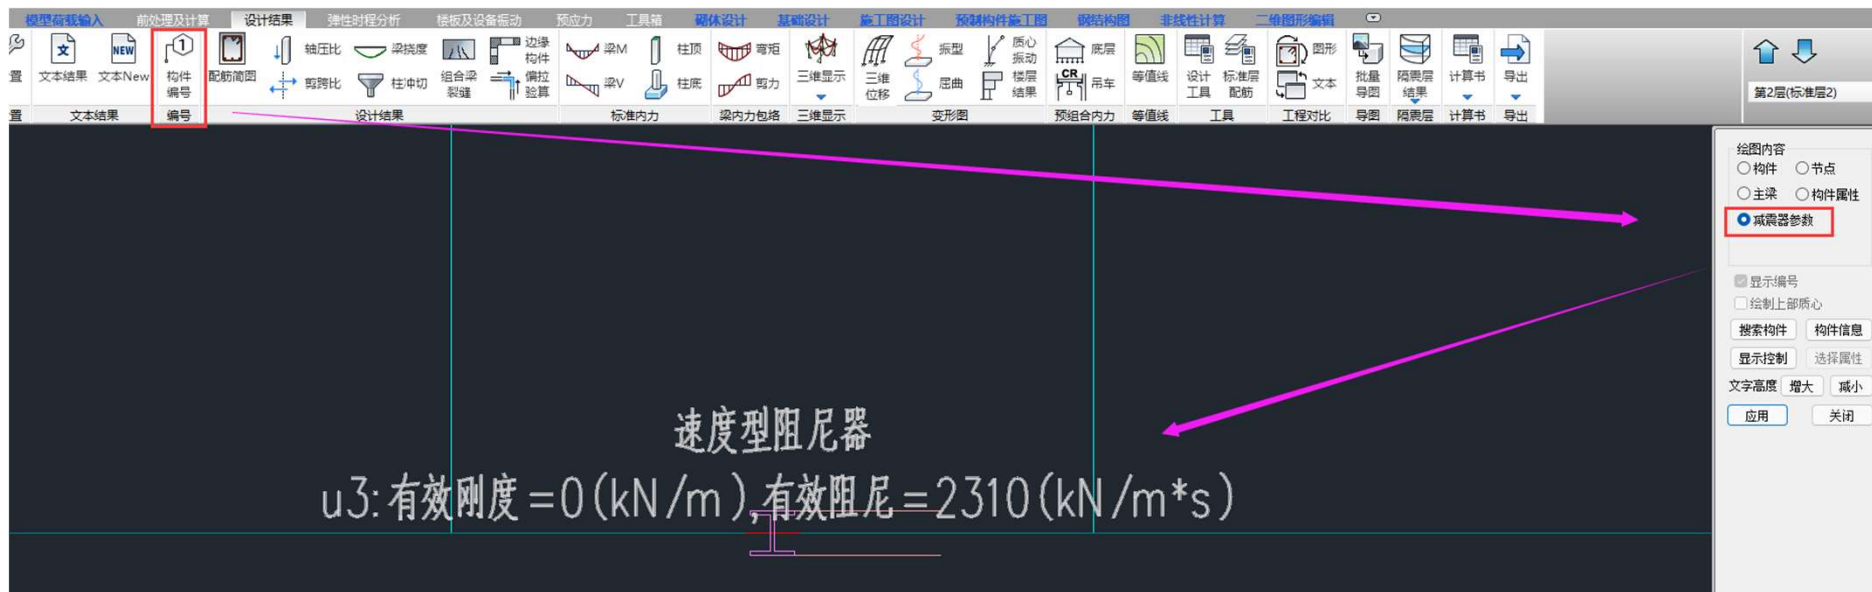 模型荷载输入 前处理及计算 设计结果 弹性时程分析 楼板及设备振动 预应力 工具箱 砌体设计 基础设计 施工图设计 预制构件施工图 钢结构图 非线性计算 二维图形编辑
置 文本结果 文本New 构件编号 配筋简图 轴压比 梁挠度 组合梁裂缝 边缘构件 梁M 柱顶 弯矩 三维显示 三维位移 振型 质心振动 底层 等值线 设计工具 标准层配筋 图形 批量导图 隔震层结果 计算书 导出
剪跨比 柱冲切 偏拉验算 梁V 柱底 剪力 屈曲 楼层结果 吊车 文本
文 NEW 1 CR
置 文本结果 编号 设计结果 标准内力 梁内力包络 三维显示 变形图 预组合内力 等值线 工具 工程对比 导图 隔震层 计算书 导出
第2层(标准层2)
绘图内容
构件 节点
主梁 构件属性
减震器参数
显示编号
绘制上部质心
搜索构件 构件信息
显示控制 选择属性
文字高度 增大 减小
应用 关闭
速度型阻尼器
u3:有效刚度=0(kN/m),有效阻尼=2310(kN/m*s)